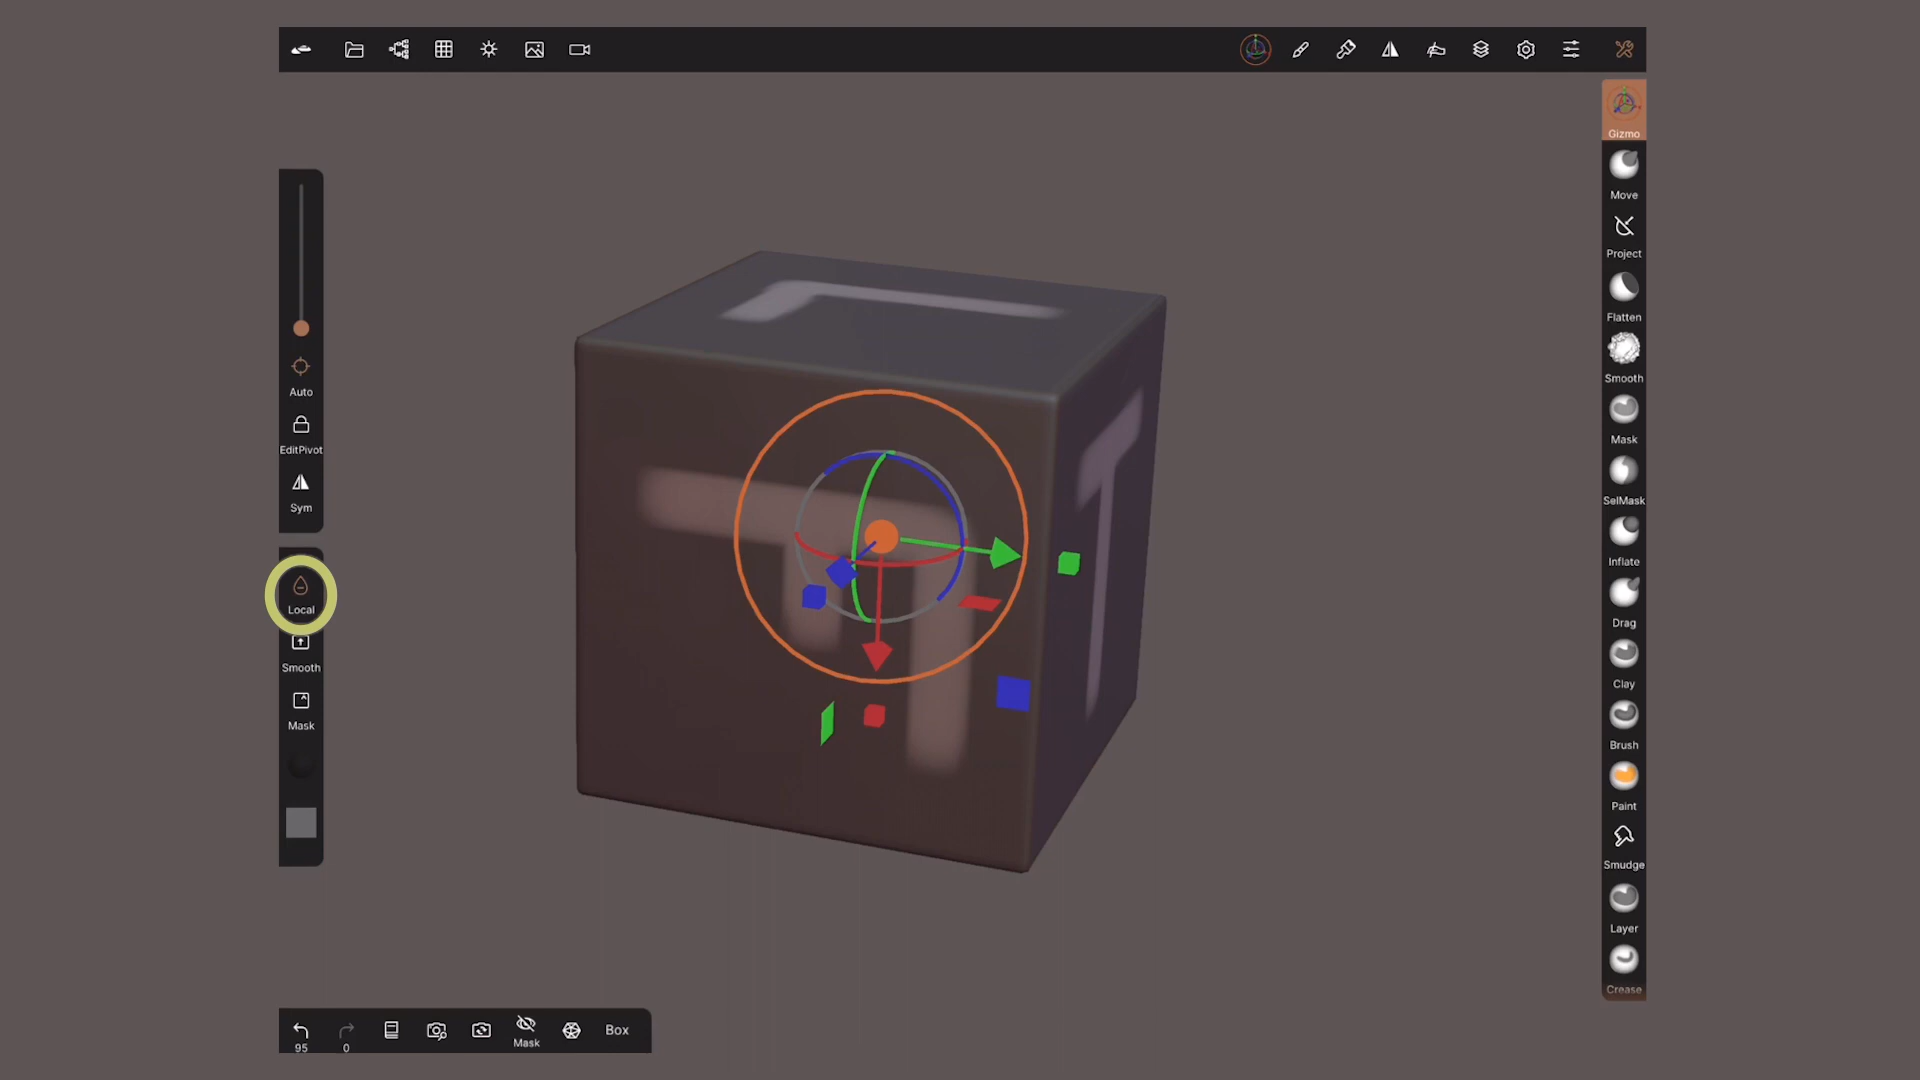 Gizmo
Move
Project
Flatten
Smooth
Mask
SelMask
Inflate
Drag
Clay
Brush
Paint
Smudge
Layer
Crease
Auto
EditPivot
Sym
Local
Smooth
Mask
95
0
Mask
Box